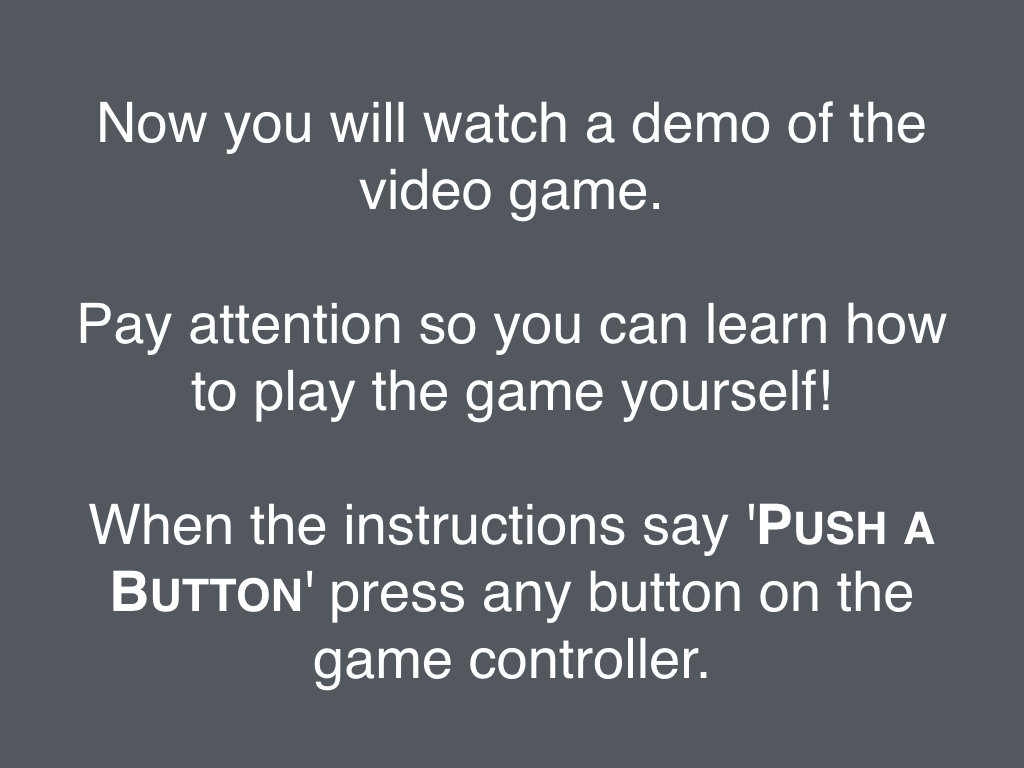 Now you will watch a demo of the
video game.
Pay attention so you can learn how
to play the game yourself!
When the instructions say 'PUSH A
BUTTON' press any button on the
game controller.